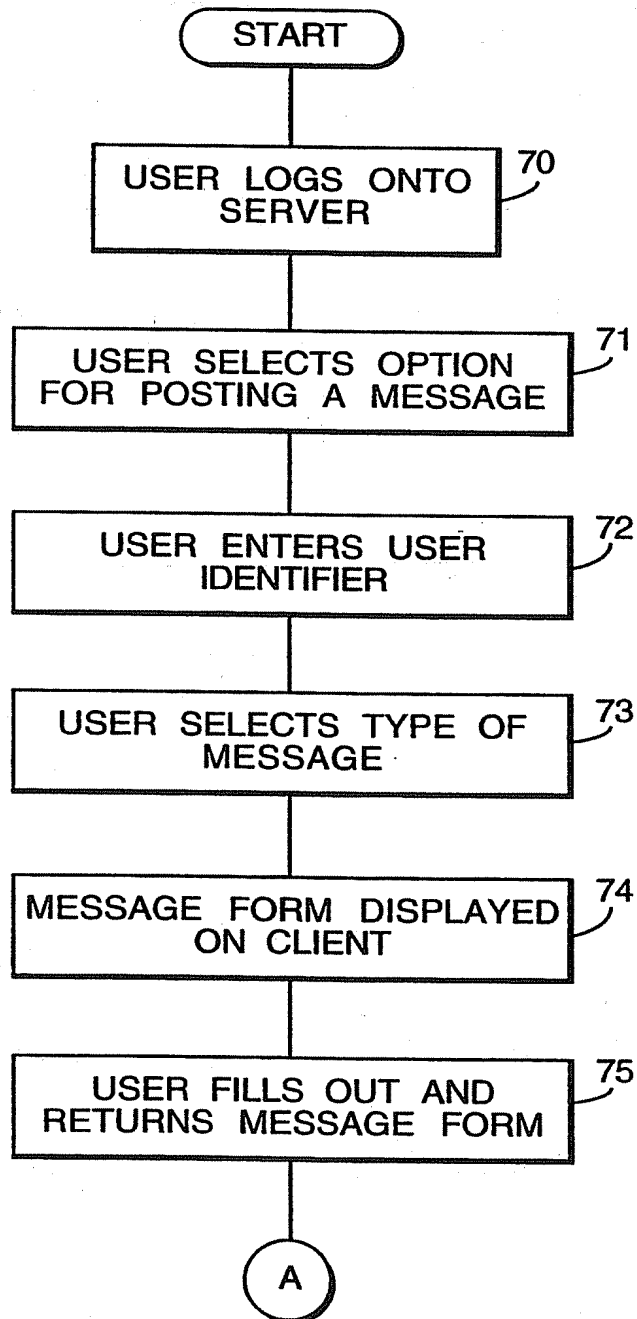 START
70
USER LOGS ONTO
SERVER
71
USER SELECTS OPTION
FOR POSTING A MESSAGE
72
USER ENTERS USER
IDENTIFIER
73
USER SELECTS TYPE OF
MESSAGE
74
MESSAGE FORM DISPLAYED
ON CLIENT
75
USER FILLS OUT AND
RETURNS MESSAGE FORM
A